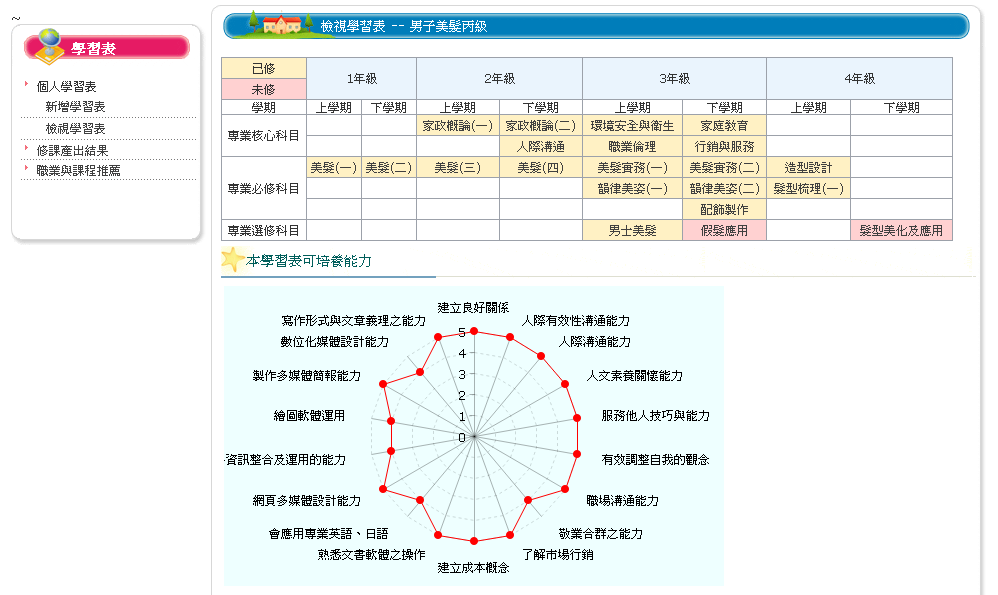 ~
學習表
個人學習表
新增學習表
檢視學習表
修課產出結果
職業與課程推薦
檢視學習表 -- 男子美髮丙級
已修 1年級 2年級 3年級 4年級
未修
學期 上學期 下學期 上學期 下學期 上學期 下學期 上學期 下學期
專業核心科目 家政概論(一) 家政概論(二) 環境安全與衛生 家庭教育
人際溝通 職業倫理 行銷與服務
專業必修科目 美髮(一) 美髮(二) 美髮(三) 美髮(四) 美髮實務(一) 美髮實務(二) 造型設計
韻律美姿(一) 韻律美姿(二) 髮型梳理(一)
配飾製作
專業選修科目 男士美髮 假髮應用 髮型美化及應用
本學習表可培養能力
建立良好關係
寫作形式與文章義理之能力 人際有效性溝通能力
5
數位化媒體設計能力 人際溝通能力
4
製作多媒體簡報能力 3 人文素養關懷能力
2
繪圖軟體運用 1 服務他人技巧與能力
0
資訊整合及運用的能力 有效調整自我的觀念
網頁多媒體設計能力 職場溝通能力
會應用專業英語、日語 敬業合群之能力
熟悉文書軟體之操作 了解市場行銷
建立成本概念